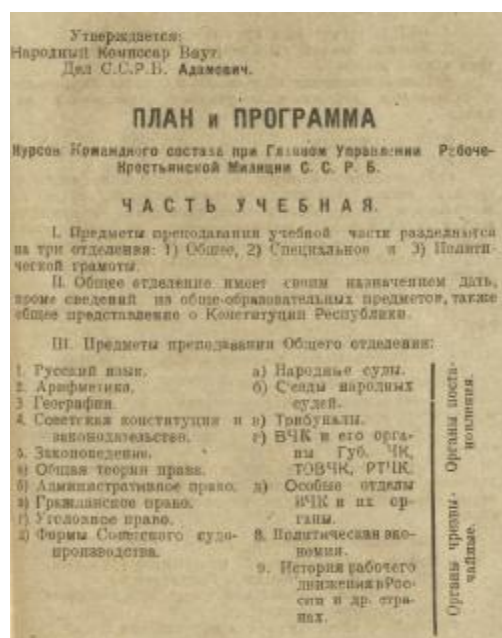 Утверждается:
Народный Комиссар Внут.
Дел С.С.Р.Б. Адамович.
ПЛАН и ПРОГРАММА
Курсов Командного состава при Главном Управлении Рабоче-
Крестьянской Милиции С. С. Р. Б.
ЧАСТЬ УЧЕБНАЯ.
I. Предметы преподавания учебной части разделяются
на три отделения: 1) Общее, 2) Специальное и 3) Полити-
ческой грамоты.
II. Общее отделение имеет своим назначением дать,
кроме сведений из обще-образовательных предметов, также
общее представление о Конституции Республики.
III. Предметы преподавания Общего отделения:
1. Русский язык.
2. Арифметика.
3 География.
4. Советская конституция и
законодательство.
5. Законоведение.
а) Общая теория права.
б) Административное право.
в) Гражданское право.
г) Уголовное право.
д) Формы Советского судо-
производства.
а) Народные суды.
б) С'езды народных
судей.
в) Трибуналы.
г) ВЧК и его орга-
ны Губ. ЧК,
ТОВЧК, РТЧК.
д) Особые отделы
ВЧК и их ор-
ганы.
8. Политическая эко-
номия.
9. История рабочего
движения в Рос-
сии и др. стра-
нах.
Органы поста-
новления.
Органы чрезвы-
чайные.